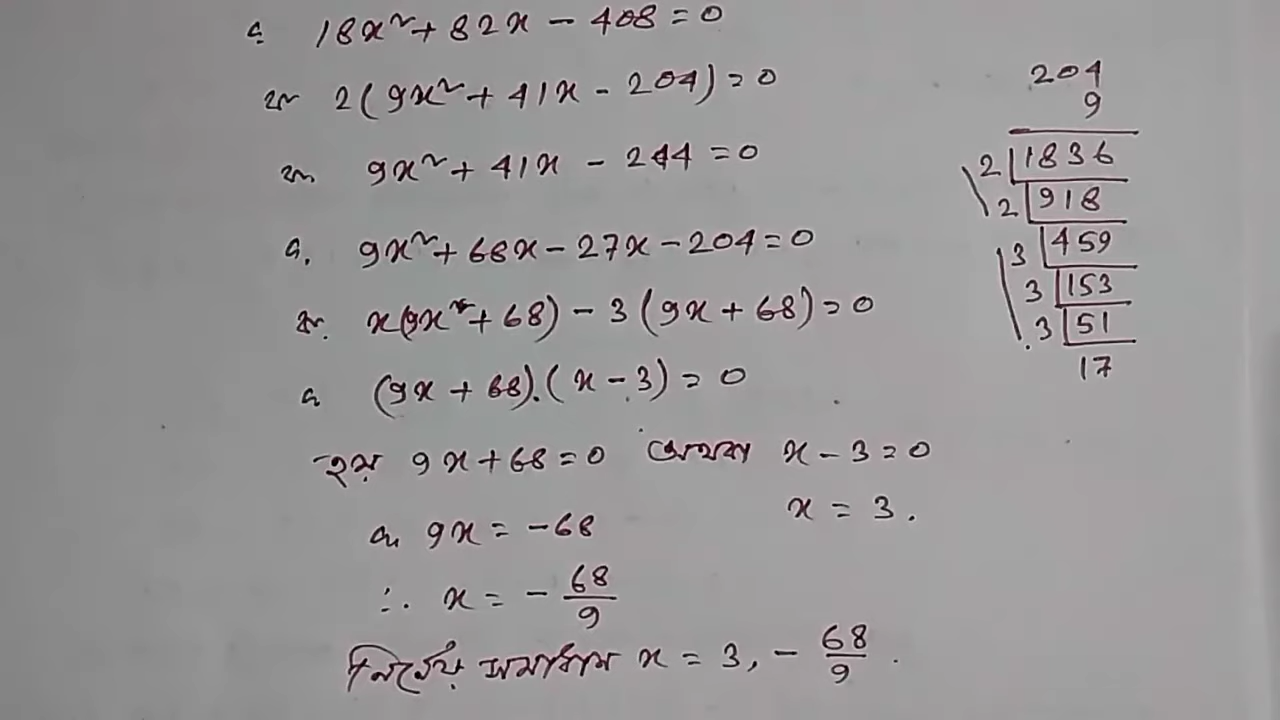 বা 18x² + 82x - 408 = 0
বা 2(9x² + 41x - 204) = 0
বা 9x² + 41x - 244 = 0
বা, 9x² + 68x - 27x - 204 = 0
বা. x(9x + 68) - 3(9x + 68) = 0
বা (9x + 68).(x - 3) = 0
হয় 9x + 68 = 0 অথবা x - 3 = 0
x = 3.
বা 9x = -68
∴ x = - 68/9
নির্ণেয় সমাধান x = 3, - 68/9.
204
9
2 | 1836
2 | 918
3 | 459
3 | 153
3 | 51
17